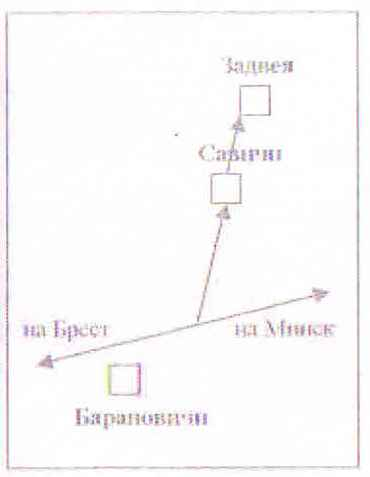 Задвея
Савичи
на Брест
на Минск
Барановичи